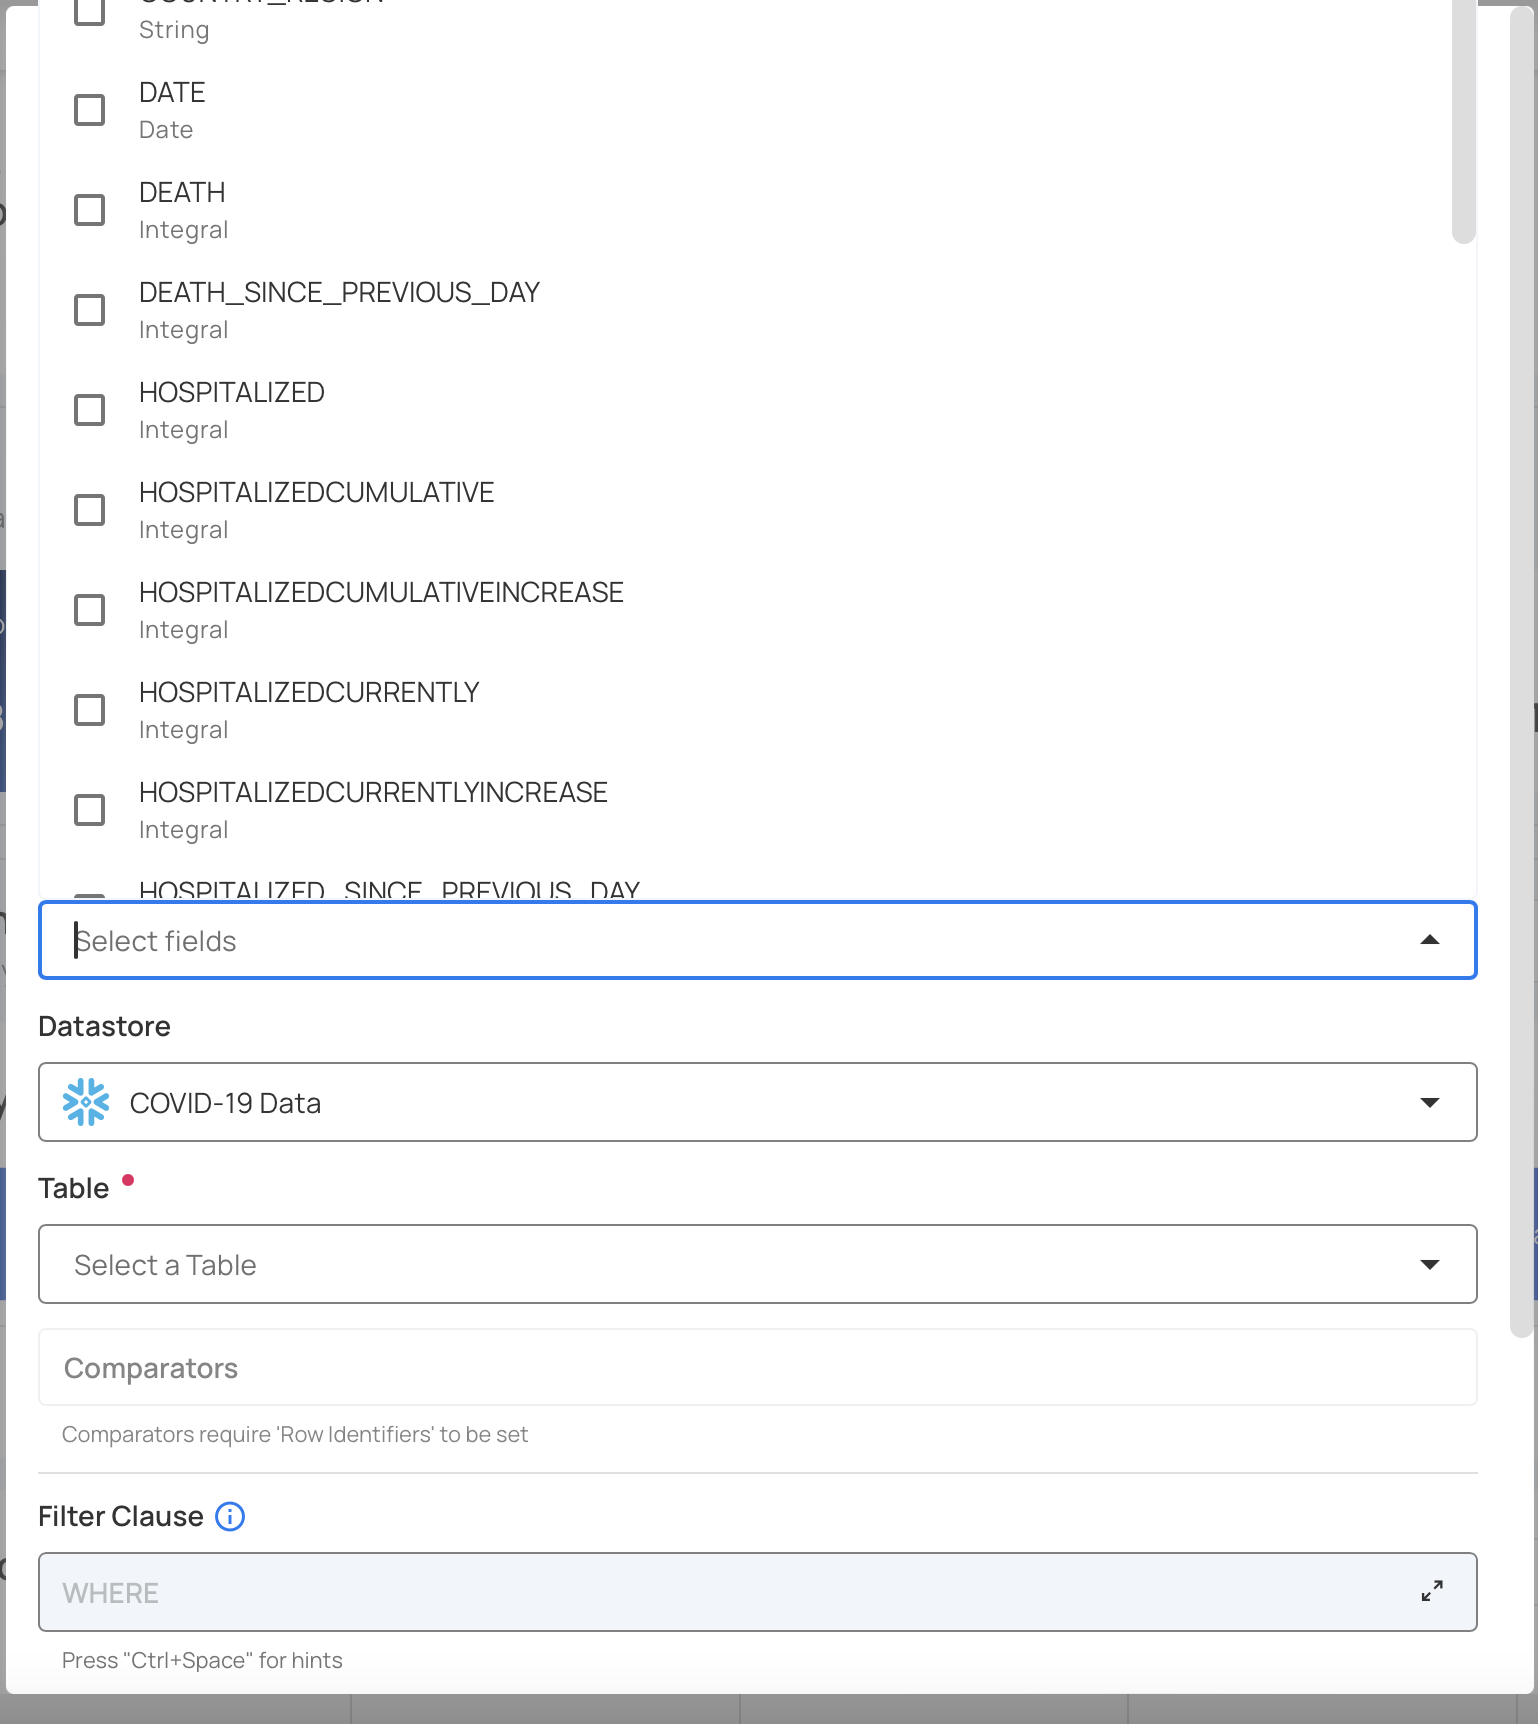 COUNTRY_REGION
String
DATE
Date
DEATH
Integral
DEATH_SINCE_PREVIOUS_DAY
Integral
HOSPITALIZED
Integral
HOSPITALIZEDCUMULATIVE
Integral
HOSPITALIZEDCUMULATIVEINCREASE
Integral
HOSPITALIZEDCURRENTLY
Integral
HOSPITALIZEDCURRENTLYINCREASE
Integral
HOSPITALIZED_SINCE_PREVIOUS_DAY
Select fields
Datastore
COVID-19 Data
Table
Select a Table
Comparators
Comparators require 'Row Identifiers' to be set
Filter Clause
WHERE
Press "Ctrl+Space" for hints